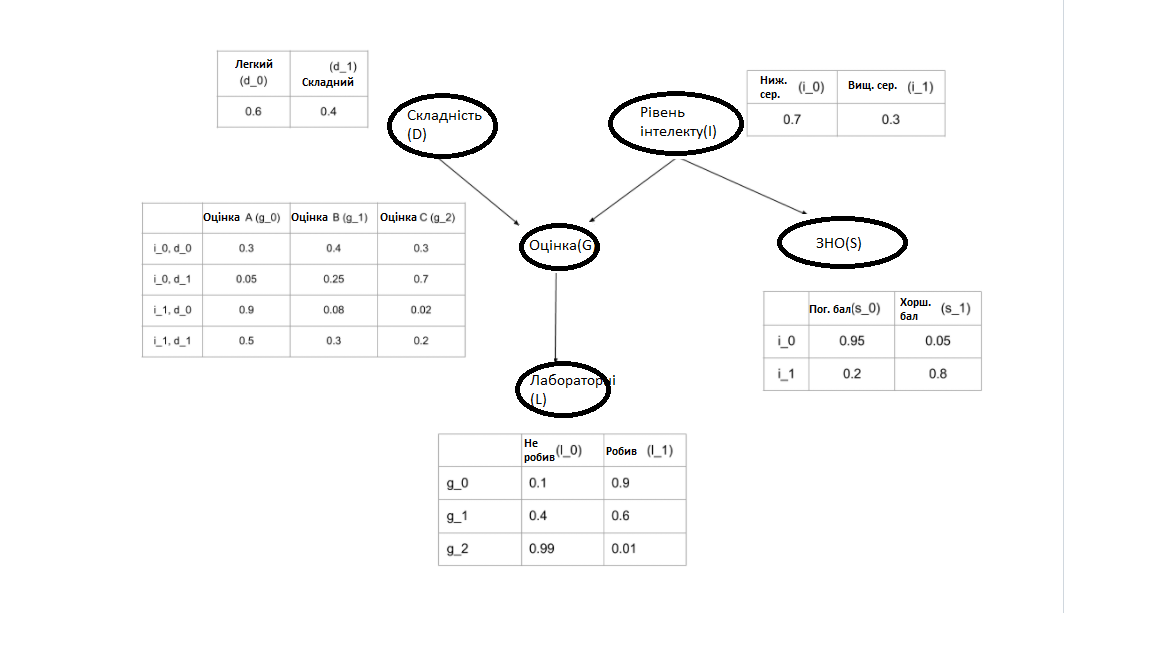 Легкий (d_1)
(d_0) Складний
0.6 0.4
Складність
(D)
Рівень
інтелекту(I)
Ниж. сер. (i_0) Вищ. сер. (i_1)
0.7 0.3
Оцінка A (g_0) Оцінка B (g_1) Оцінка C (g_2)
i_0, d_0 0.3 0.4 0.3
i_0, d_1 0.05 0.25 0.7
i_1, d_0 0.9 0.08 0.02
i_1, d_1 0.5 0.3 0.2
Оцінка(G
ЗНО(S)
Пог. бал(s_0) Хорш. бал (s_1)
i_0 0.95 0.05
i_1 0.2 0.8
Лабораторні
(L)
Не робив (l_0) Робив (l_1)
g_0 0.1 0.9
g_1 0.4 0.6
g_2 0.99 0.01